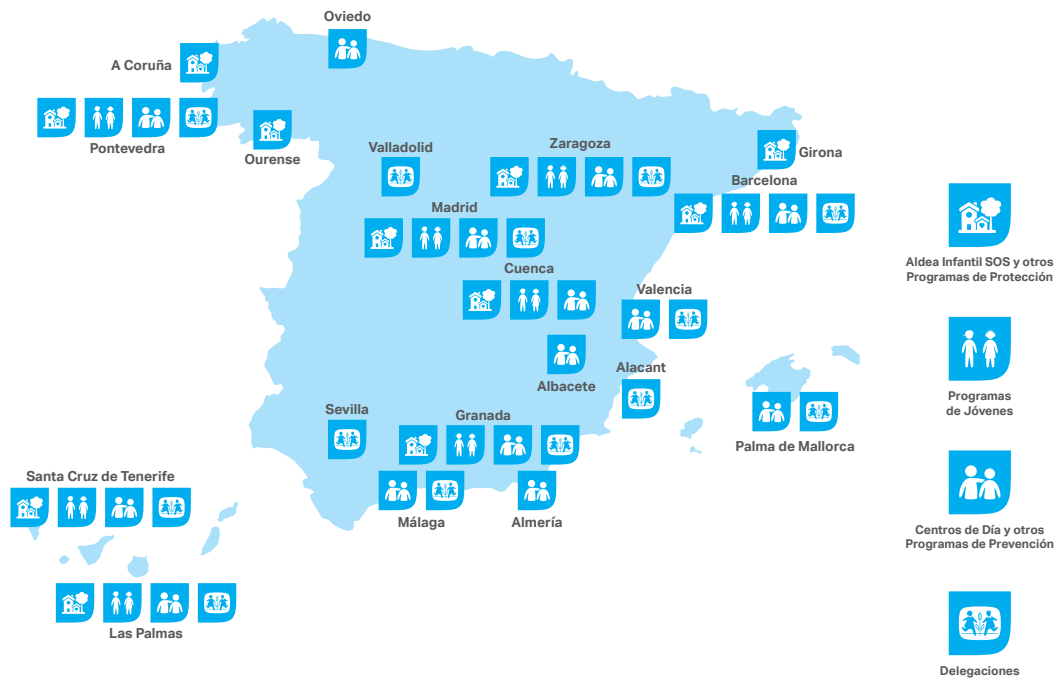 Oviedo
A Coruña
Pontevedra
Ourense
Valladolid
Zaragoza
Girona
Barcelona
Madrid
Cuenca
Valencia
Albacete
Alacant
Palma de Mallorca
Sevilla
Granada
Málaga
Almería
Santa Cruz de Tenerife
Las Palmas
Aldea Infantil SOS y otros
Programas de Protección
Programas
de Jóvenes
Centros de Día y otros
Programas de Prevención
Delegaciones